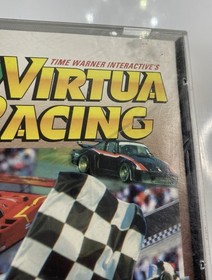 TIME WARNER INTERACTIVE'S
VIRTUA
RACING